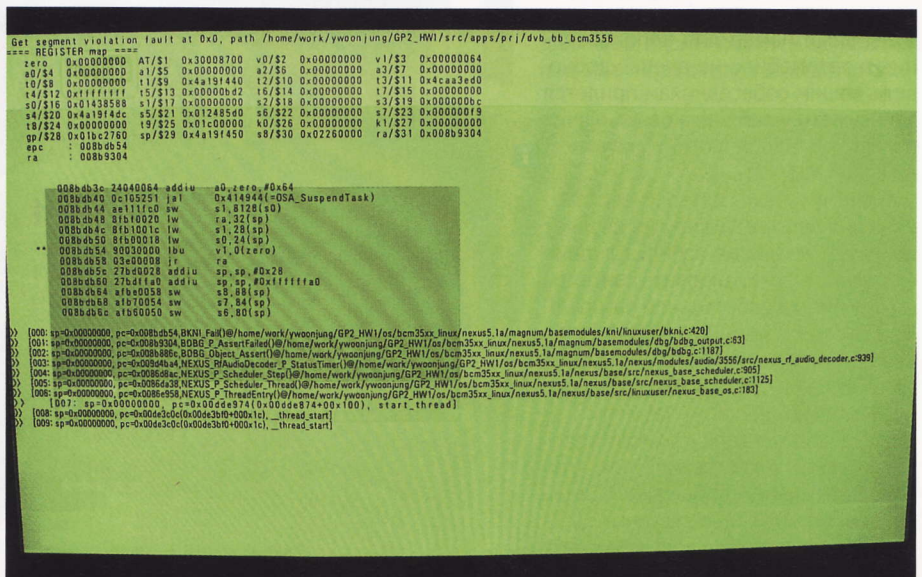 Get segment violation fault at 0x0, path /home/work/ywoonjung/GP2_HW1/src/apps/prj/dvb_bb_bcm3556
==== REGISTER map ====
zero 0x00000000 AT/$1 0x30008700 v0/$2 0x00000000 v1/$3 0x00000064
a0/$4 0x00000000 a1/$5 0x00000000 a2/$6 0x00000000 a3/$7 0x00000000
t0/$8 0x00000000 t1/$9 0x4a19f440 t2/$10 0x00000000 t3/$11 0x4caa3ed0
t4/$12 0xffffffff t5/$13 0x00000bd2 t6/$14 0x00000000 t7/$15 0x00000000
s0/$16 0x01438588 s1/$17 0x00000000 s2/$18 0x00000000 s3/$19 0x000000bc
s4/$20 0x4a19f4dc s5/$21 0x012485d0 s6/$22 0x00000000 s7/$23 0x000000f9
t8/$24 0x00000000 t9/$25 0x01c00000 k0/$26 0x00000000 k1/$27 0x00000000
gp/$28 0x01bc2760 sp/$29 0x4a19f450 s8/$30 0x02260000 ra/$31 0x008b9304
epc : 008bdb54
ra : 008b9304
008bdb3c 24040064 addiu a0,zero,#0x64
008bdb40 0c105251 jal 0x414944(=OSA_SuspendTask)
008bdb44 ae111fc0 sw s1,8128(s0)
008bdb48 8fbf0020 lw ra,32(sp)
008bdb4c 8fb1001c lw s1,28(sp)
008bdb50 8fb00018 lw s0,24(sp)
** 008bdb54 90030000 lbu v1,0(zero)
008bdb58 03e00008 jr ra
008bdb5c 27bd0028 addiu sp,sp,#0x28
008bdb60 27bdffa0 addiu sp,sp,#0xffffffa0
008bdb64 afbe0058 sw s8,88(sp)
008bdb68 afb70054 sw s7,84(sp)
008bdb6c afb60050 sw s6,80(sp)
>> [000: sp=0x00000000, pc=0x008bdb54,BKNI_Fail()@/home/work/ywoonjung/GP2_HW1/os/bcm35xx_linux/nexus5.1a/magnum/basemodules/kni/linuxuser/bkni.c:420]
>> [001: sp=0x00000000, pc=0x008b9304,BDBG_P_AssertFailed()@/home/work/ywoonjung/GP2_HW1/os/bcm35xx_linux/nexus5.1a/magnum/basemodules/dbg/bdbg_output.c:83]
>> [002: sp=0x00000000, pc=0x008b886c,BDBG_Object_Assert()@/home/work/ywoonjung/GP2_HW1/os/bcm35xx_linux/nexus5.1a/magnum/basemodules/dbg/bdbg.c:1187]
>> [003: sp=0x00000000, pc=0x009d4ba4,NEXUS_RfAudioDecoder_P_StatusTimer()@/home/work/ywoonjung/GP2_HW1/os/bcm35xx_linux/nexus5.1a/nexus/modules/audio/3556/src/nexus_rf_audio_decoder.c:939]
>> [004: sp=0x00000000, pc=0x0086d8ac,NEXUS_P_Scheduler_Step()@/home/work/ywoonjung/GP2_HW1/os/bcm35xx_linux/nexus5.1a/nexus/base/src/nexus_base_scheduler.c:905]
>> [005: sp=0x00000000, pc=0x0086da38,NEXUS_P_Scheduler_Thread()@/home/work/ywoonjung/GP2_HW1/os/bcm35xx_linux/nexus5.1a/nexus/base/src/nexus_base_scheduler.c:1125]
>> [006: sp=0x00000000, pc=0x0086e958,NEXUS_P_ThreadEntry()@/home/work/ywoonjung/GP2_HW1/os/bcm35xx_linux/nexus5.1a/nexus/base/src/linuxuser/nexus_base_os.c:183]
>> [007: sp=0x00000000, pc=0x00dde974(0x00dde874+00x100), start_thread]
>> [008: sp=0x00000000, pc=0x00de3c0c(0x00de3bf0+000x1c), __thread_start]
>> [009: sp=0x00000000, pc=0x00de3c0c(0x00de3bf0+000x1c), __thread_start]